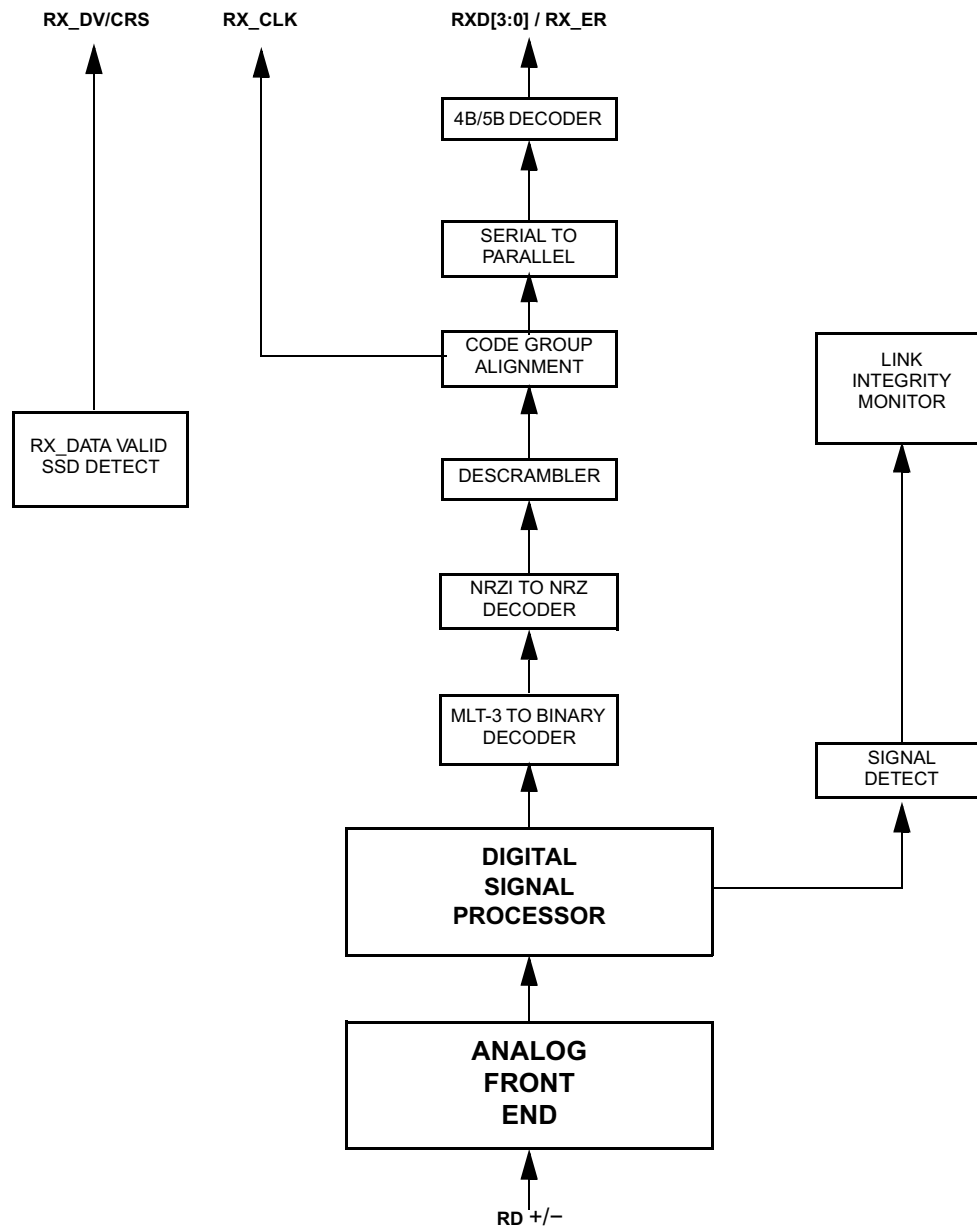 RX_DV/CRS
RX_CLK
RXD[3:0] / RX_ER
4B/5B DECODER
SERIAL TO
PARALLEL
CODE GROUP
ALIGNMENT
LINK
INTEGRITY
MONITOR
RX_DATA VALID
SSD DETECT
DESCRAMBLER
NRZI TO NRZ
DECODER
MLT-3 TO BINARY
DECODER
SIGNAL
DETECT
DIGITAL
SIGNAL
PROCESSOR
ANALOG
FRONT
END
RD +/−